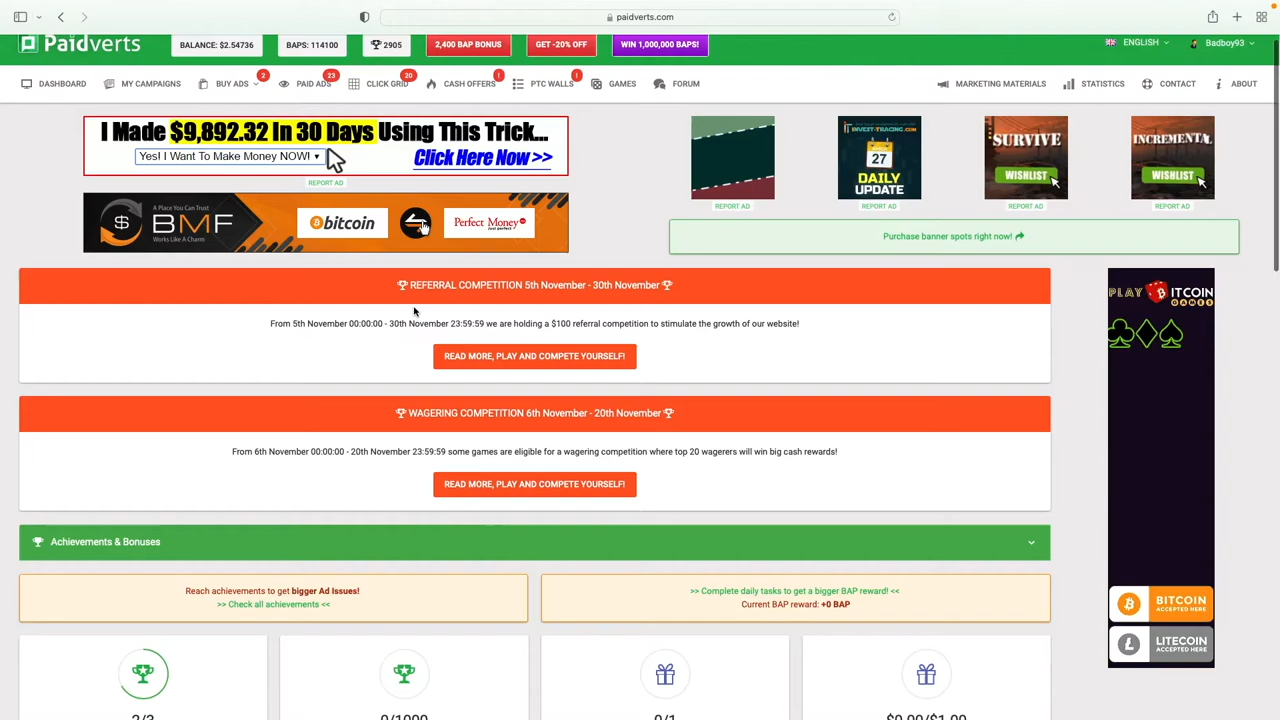 paidverts.com
Paidverts
BALANCE: $2.54736
BAPS: 114100
2905
2,400 BAP BONUS
GET -20% OFF
WIN 1,000,000 BAPS!
ENGLISH
Badboy93
DASHBOARD
MY CAMPAIGNS
BUY ADS
2
PAID ADS
23
CLICK GRID
20
CASH OFFERS
!
PTC WALLS
!
GAMES
FORUM
MARKETING MATERIALS
STATISTICS
CONTACT
ABOUT
I Made $9,892.32 In 30 Days Using This Trick...
Yes! I Want To Make Money NOW!
Click Here Now >>
REPORT AD
A Place You Can Trust
BMF
Works Like A Charm
bitcoin
Perfect Money
INVEST-TRACING.COM
27
DAILY
UPDATE
SURVIVE
WISHLIST
INCREMENTAL
WISHLIST
REPORT AD
REPORT AD
REPORT AD
REPORT AD
Purchase banner spots right now!
REFERRAL COMPETITION 5th November - 30th November
From 5th November 00:00:00 - 30th November 23:59:59 we are holding a $100 referral competition to stimulate the growth of our website!
READ MORE, PLAY AND COMPETE YOURSELF!
WAGERING COMPETITION 6th November - 20th November
From 6th November 00:00:00 - 20th November 23:59:59 some games are eligible for a wagering competition where top 20 wagerers will win big cash rewards!
READ MORE, PLAY AND COMPETE YOURSELF!
PLAY BITCOIN
GAMES
BITCOIN
ACCEPTED HERE
LITECOIN
ACCEPTED HERE
Achievements & Bonuses
Reach achievements to get bigger Ad Issues!
>> Check all achievements <<
>> Complete daily tasks to get a bigger BAP reward! <<
Current BAP reward: +0 BAP
2/3
0/1000
0/1
$0.00/$1.00